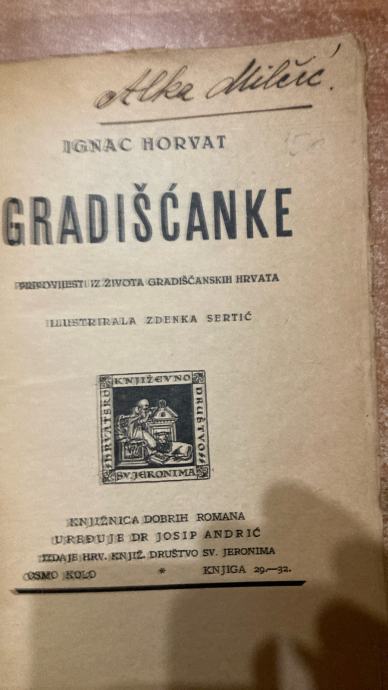 Alka Milčić.
IGNAC HORVAT
GRADIŠĆANKE
PRIPOVIJESTI IZ ŽIVOTA GRADIŠĆANSKIH HRVATA
ILUSTRIRALA ZDENKA SERTIĆ
HRVATSKO KNJIŽEVNO DRUŠTVO SV. JERONIMA
KNJIŽNICA DOBRIH ROMANA
UREĐUJE DR JOSIP ANDRIĆ
IZDAJE HRV. KNJIŽ. DRUŠTVO SV. JERONIMA
OSMO KOLO * KNJIGA 29.—32.